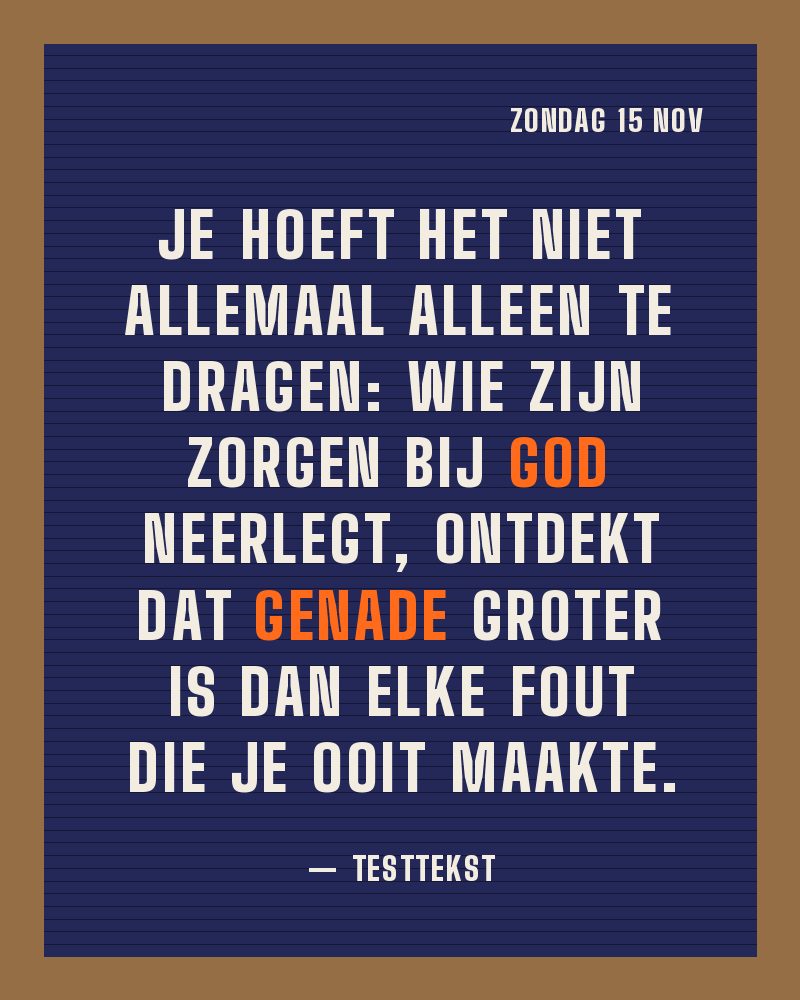 ZONDAG 15 NOV
JE HOEFT HET NIET
ALLEMAAL ALLEEN TE
DRAGEN: WIE ZIJN
ZORGEN BIJ GOD
NEERLEGT, ONTDEKT
DAT GENADE GROTER
IS DAN ELKE FOUT
DIE JE OOIT MAAKTE.
— TESTTEKST